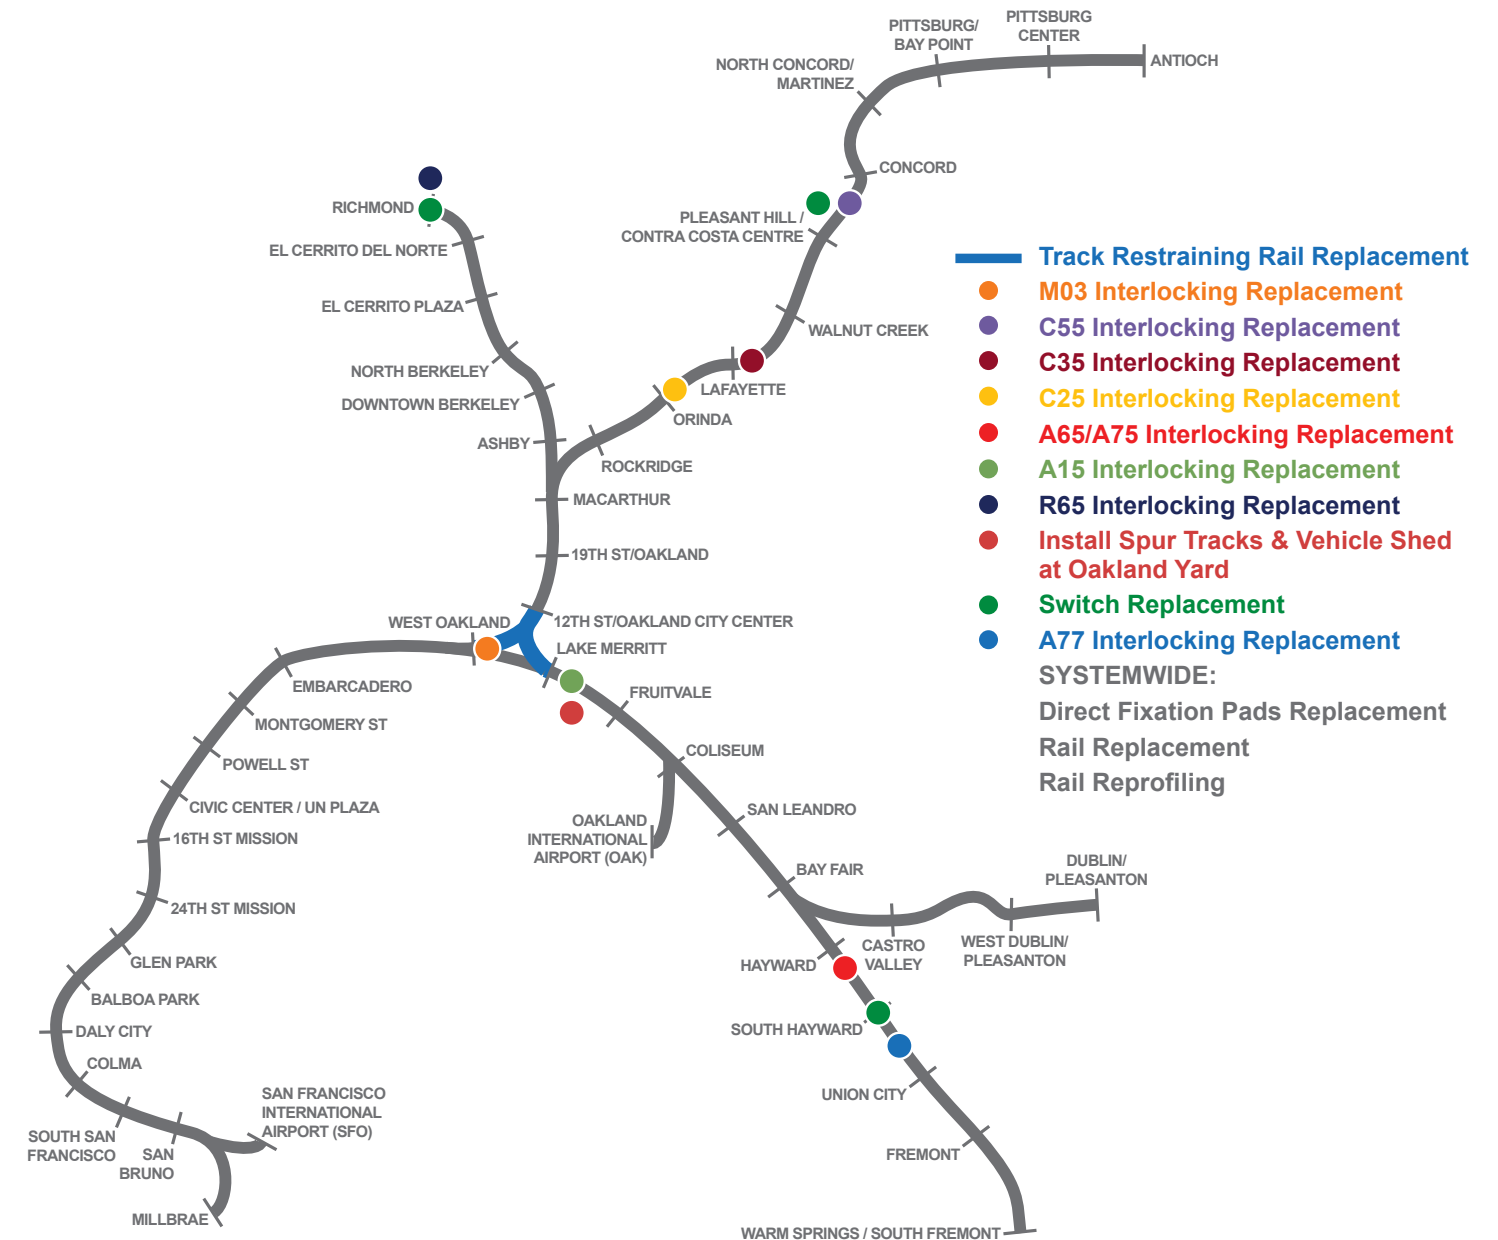 PITTSBURG/
BAY POINT
PITTSBURG
CENTER
ANTIOCH
NORTH CONCORD/
MARTINEZ
CONCORD
PLEASANT HILL /
CONTRA COSTA CENTRE
WALNUT CREEK
LAFAYETTE
ORINDA
ROCKRIDGE
RICHMOND
EL CERRITO DEL NORTE
EL CERRITO PLAZA
NORTH BERKELEY
DOWNTOWN BERKELEY
ASHBY
MACARTHUR
19TH ST/OAKLAND
12TH ST/OAKLAND CITY CENTER
WEST OAKLAND
LAKE MERRITT
EMBARCADERO
MONTGOMERY ST
POWELL ST
CIVIC CENTER / UN PLAZA
16TH ST MISSION
24TH ST MISSION
GLEN PARK
BALBOA PARK
DALY CITY
COLMA
SOUTH SAN
FRANCISCO
SAN
BRUNO
SAN FRANCISCO
INTERNATIONAL
AIRPORT (SFO)
MILLBRAE
FRUITVALE
COLISEUM
OAKLAND
INTERNATIONAL
AIRPORT (OAK)
SAN LEANDRO
BAY FAIR
CASTRO
VALLEY
WEST DUBLIN/
PLEASANTON
DUBLIN/
PLEASANTON
HAYWARD
SOUTH HAYWARD
UNION CITY
FREMONT
WARM SPRINGS / SOUTH FREMONT
Track Restraining Rail Replacement
M03 Interlocking Replacement
C55 Interlocking Replacement
C35 Interlocking Replacement
C25 Interlocking Replacement
A65/A75 Interlocking Replacement
A15 Interlocking Replacement
R65 Interlocking Replacement
Install Spur Tracks & Vehicle Shed
at Oakland Yard
Switch Replacement
A77 Interlocking Replacement
SYSTEMWIDE:
Direct Fixation Pads Replacement
Rail Replacement
Rail Reprofiling